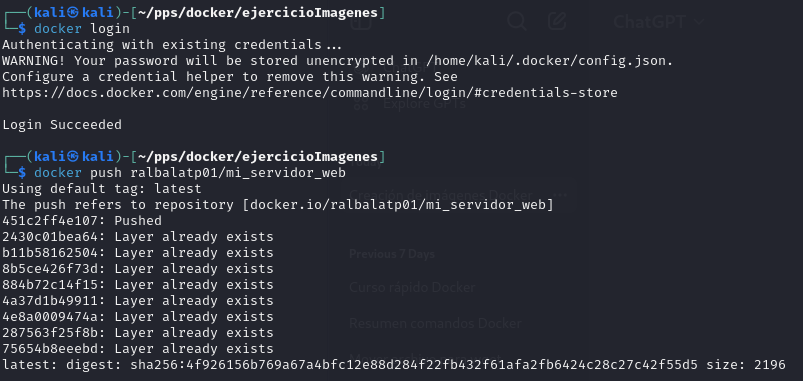 ┌──(kali㉿kali)-[~/pps/docker/ejercicioImagenes]
└─$ docker login
Authenticating with existing credentials...
WARNING! Your password will be stored unencrypted in /home/kali/.docker/config.json.
Configure a credential helper to remove this warning. See
https://docs.docker.com/engine/reference/commandline/login/#credentials-store
Login Succeeded
┌──(kali㉿kali)-[~/pps/docker/ejercicioImagenes]
└─$ docker push ralbalatp01/mi_servidor_web
Using default tag: latest
The push refers to repository [docker.io/ralbalatp01/mi_servidor_web]
451c2ff4e107: Pushed
2430c01bea64: Layer already exists
b11b58162504: Layer already exists
8b5ce426f73d: Layer already exists
884b72c14f15: Layer already exists
4a37d1b49911: Layer already exists
4e8a0009474a: Layer already exists
287563f25f8b: Layer already exists
75654b8eeebd: Layer already exists
latest: digest: sha256:4f926156b769a67a4bfc12e88d284f22fb432f61afa2fb6424c28c27c42f55d5 size: 2196
ChatGPT
Explore GPTs
Creación de imágenes Docker
Previous 7 Days
Curso rápido Docker
Resumen comandos Docker